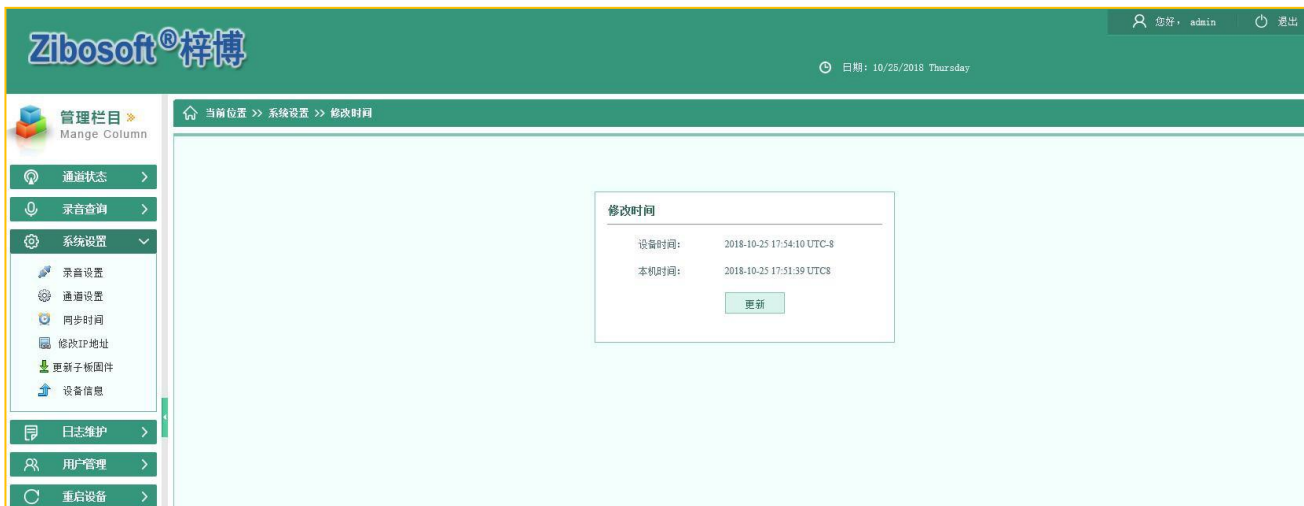 Zibosoft®梓博
您好, admin
退出
日期: 10/25/2018 Thursday
管理栏目 »
Mange Column
当前位置 >> 系统设置 >> 修改时间
通道状态
录音查询
系统设置
录音设置
通道设置
同步时间
修改IP地址
更新子板固件
设备信息
日志维护
用户管理
重启设备
修改时间
设备时间: 2018-10-25 17:54:10 UTC-8
本机时间: 2018-10-25 17:51:39 UTC8
更新